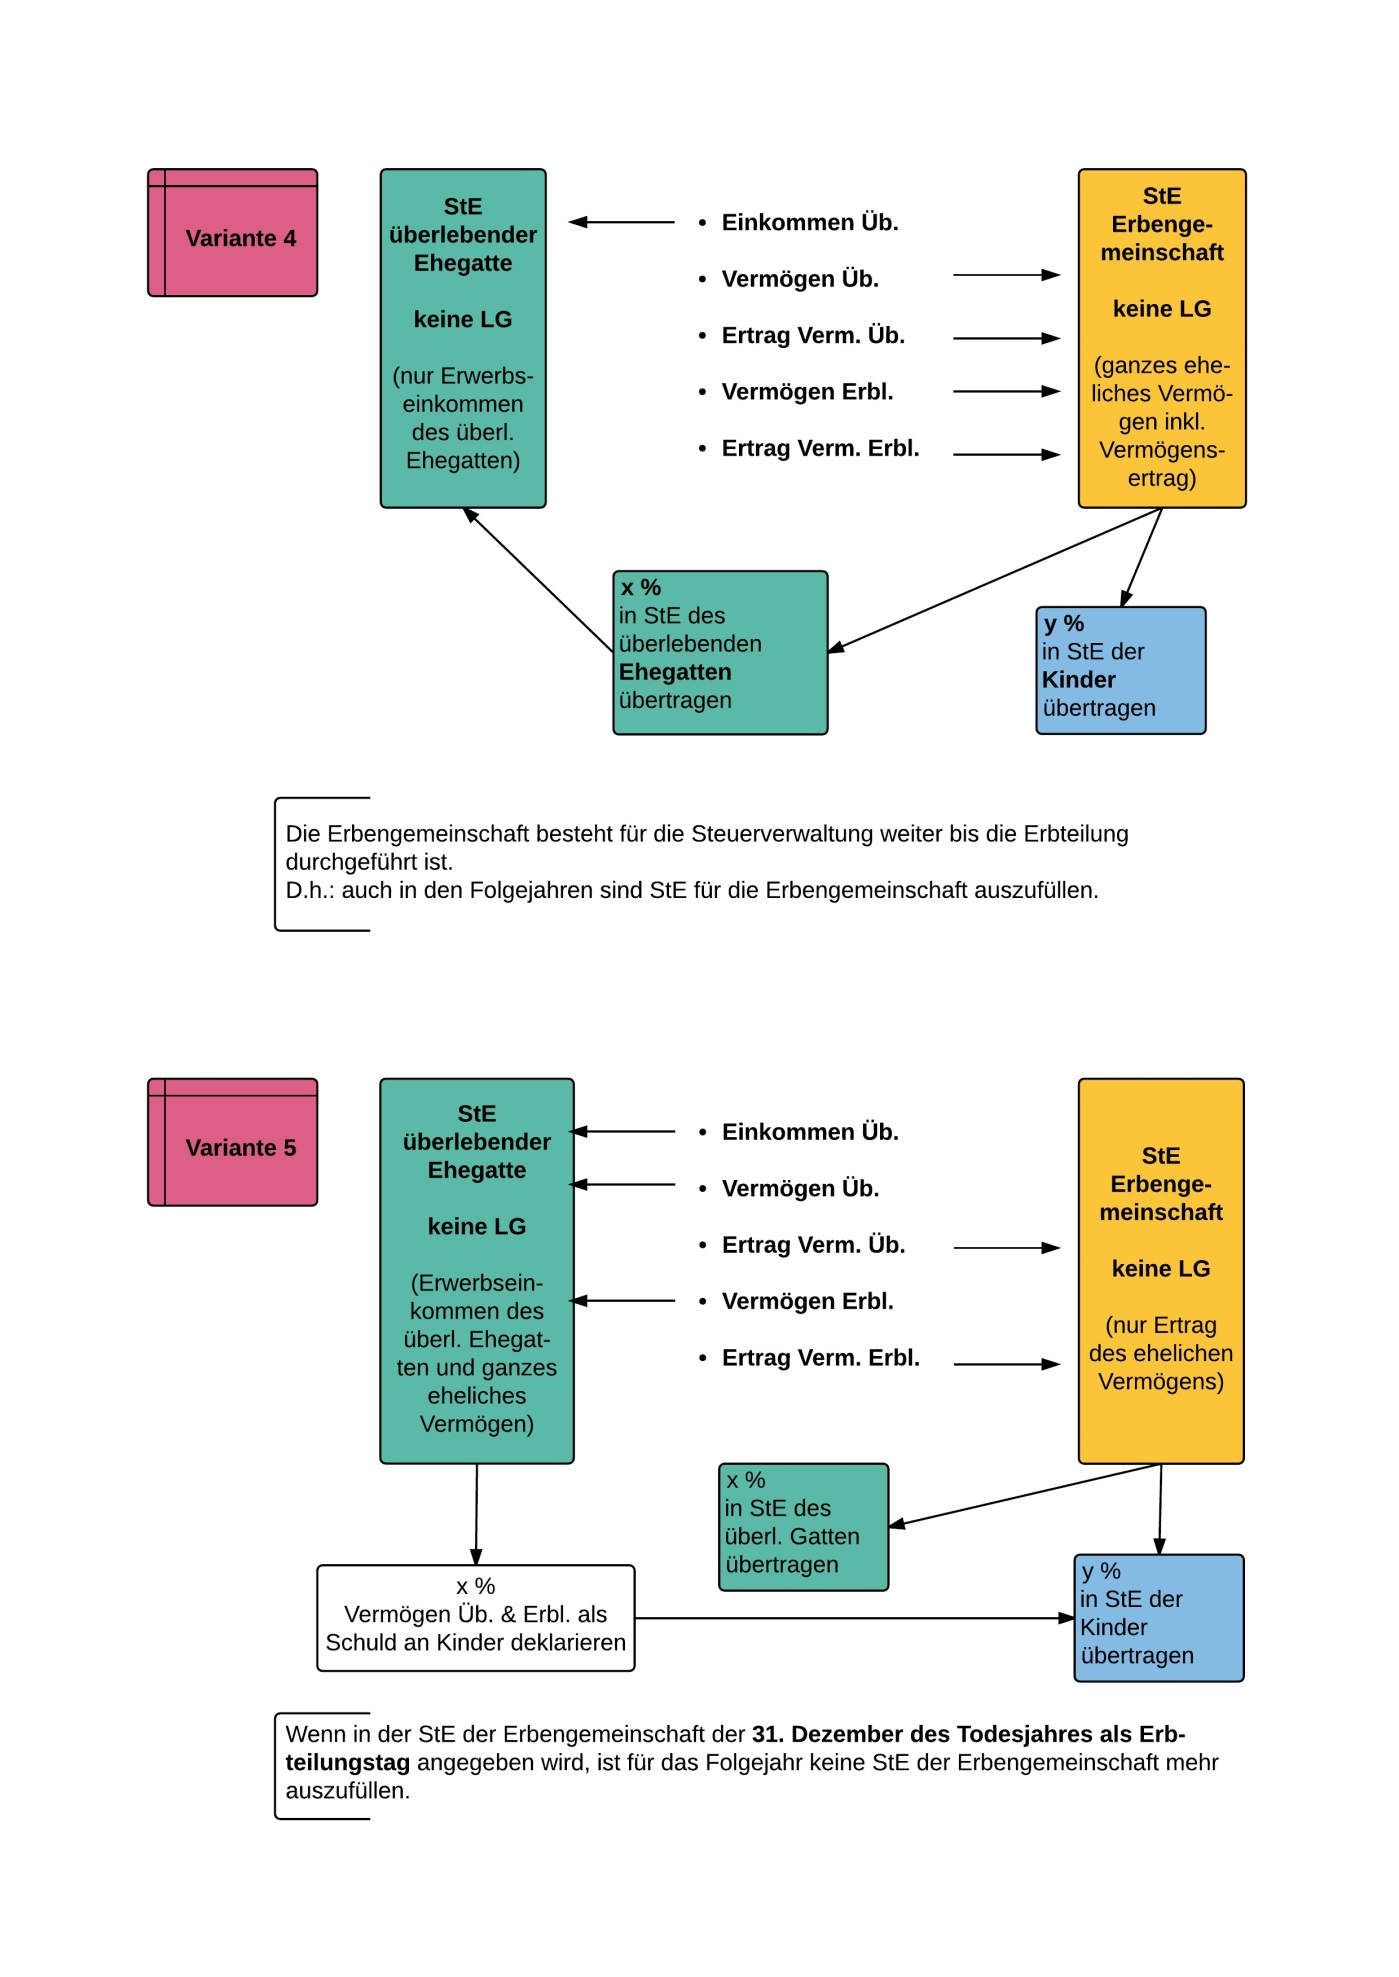 Variante 4
StE
überlebender
Ehegatte
keine LG
(nur Erwerbs-
einkommen
des überl.
Ehegatten)
• Einkommen Üb.
• Vermögen Üb.
• Ertrag Verm. Üb.
• Vermögen Erbl.
• Ertrag Verm. Erbl.
StE
Erbenge-
meinschaft
keine LG
(ganzes ehe-
liches Vermö-
gen inkl.
Vermögens-
ertrag)
x %
in StE des
überlebenden
Ehegatten
übertragen
y %
in StE der
Kinder
übertragen
Die Erbengemeinschaft besteht für die Steuerverwaltung weiter bis die Erbteilung
durchgeführt ist.
D.h.: auch in den Folgejahren sind StE für die Erbengemeinschaft auszufüllen.
Variante 5
StE
überlebender
Ehegatte
keine LG
(Erwerbsein-
kommen des
überl. Ehegat-
ten und ganzes
eheliches
Vermögen)
• Einkommen Üb.
• Vermögen Üb.
• Ertrag Verm. Üb.
• Vermögen Erbl.
• Ertrag Verm. Erbl.
StE
Erbenge-
meinschaft
keine LG
(nur Ertrag
des ehelichen
Vermögens)
x %
in StE des
überl. Gatten
übertragen
x %
Vermögen Üb. & Erbl. als
Schuld an Kinder deklarieren
y %
in StE der
Kinder
übertragen
Wenn in der StE der Erbengemeinschaft der 31. Dezember des Todesjahres als Erb-
teilungstag angegeben wird, ist für das Folgejahr keine StE der Erbengemeinschaft mehr
auszufüllen.